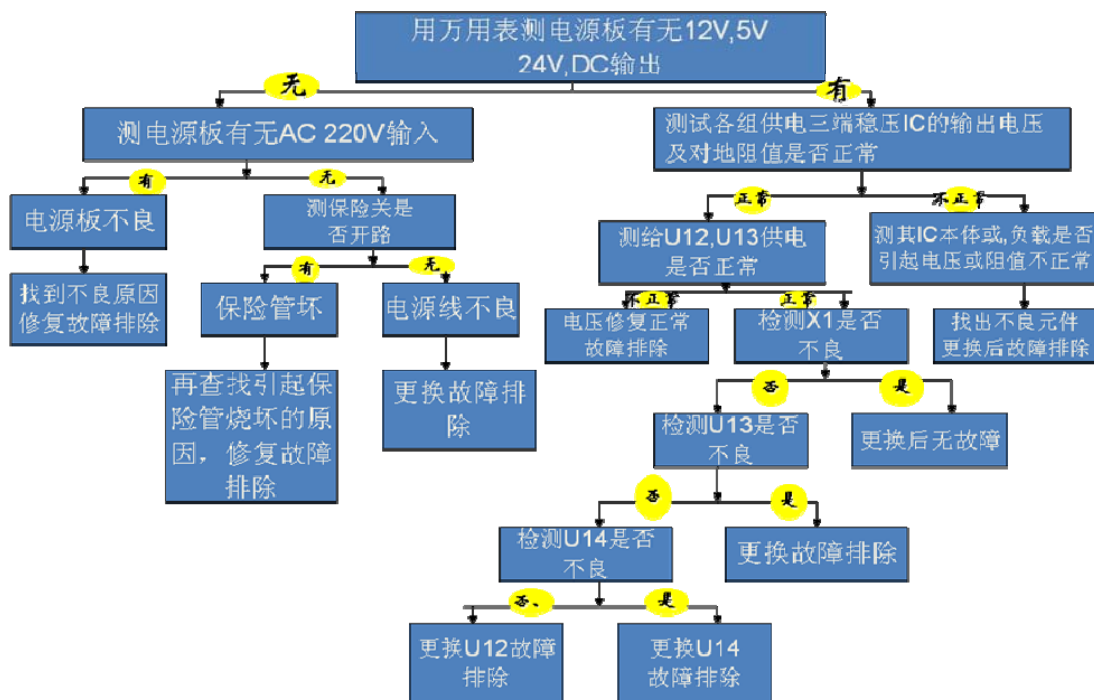 用万用表测电源板有无12V,5V
24V,DC输出
无
有
测电源板有无AC 220V输入
测试各组供电三端稳压IC的输出电压
及对地阻值是否正常
有
无
正常
不正常
电源板不良
测保险关是
否开路
测给U12,U13供电
是否正常
测其IC本体或,负载是否
引起电压或阻值不正常
找到不良原因
修复故障排除
有
无
不正常
正常
保险管坏
电源线不良
电压修复正常
故障排除
检测X1是否
不良
找出不良元件
更换后故障排除
再查找引起保
险管烧坏的原
因，修复故障
排除
更换故障排
除
否
是
检测U13是否
不良
更换后无故障
否
是
检测U14是否
不良
更换故障排除
否、
是
更换U12故障
排除
更换U14
故障排除